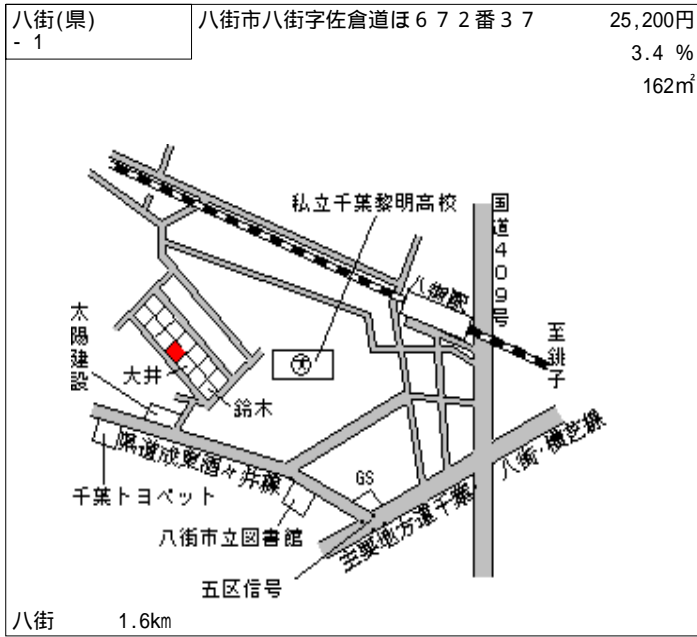 八街(県)
- 1
八街市八街字佐倉道ほ６７２番３７
25,200円
3.4 %
162㎡
私立千葉黎明高校
国道４０９号
八街駅
至銚子
太陽建設
大井
鈴木
県道成東酒々井線
千葉トヨペット
GS
八街市立図書館
八街・横芝線
主要地方道千葉
五区信号
八街 1.6km